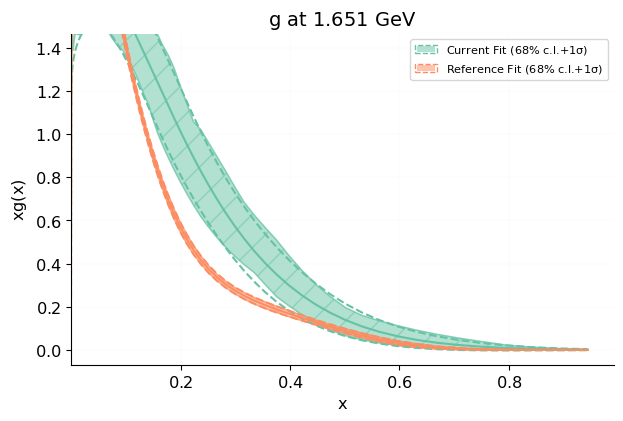 g at 1.651 GeV
Current Fit (68% c.l.+1σ)
Reference Fit (68% c.l.+1σ)
xg(x)
1.4
1.2
1.0
0.8
0.6
0.4
0.2
0.0
0.2 0.4 0.6 0.8
x